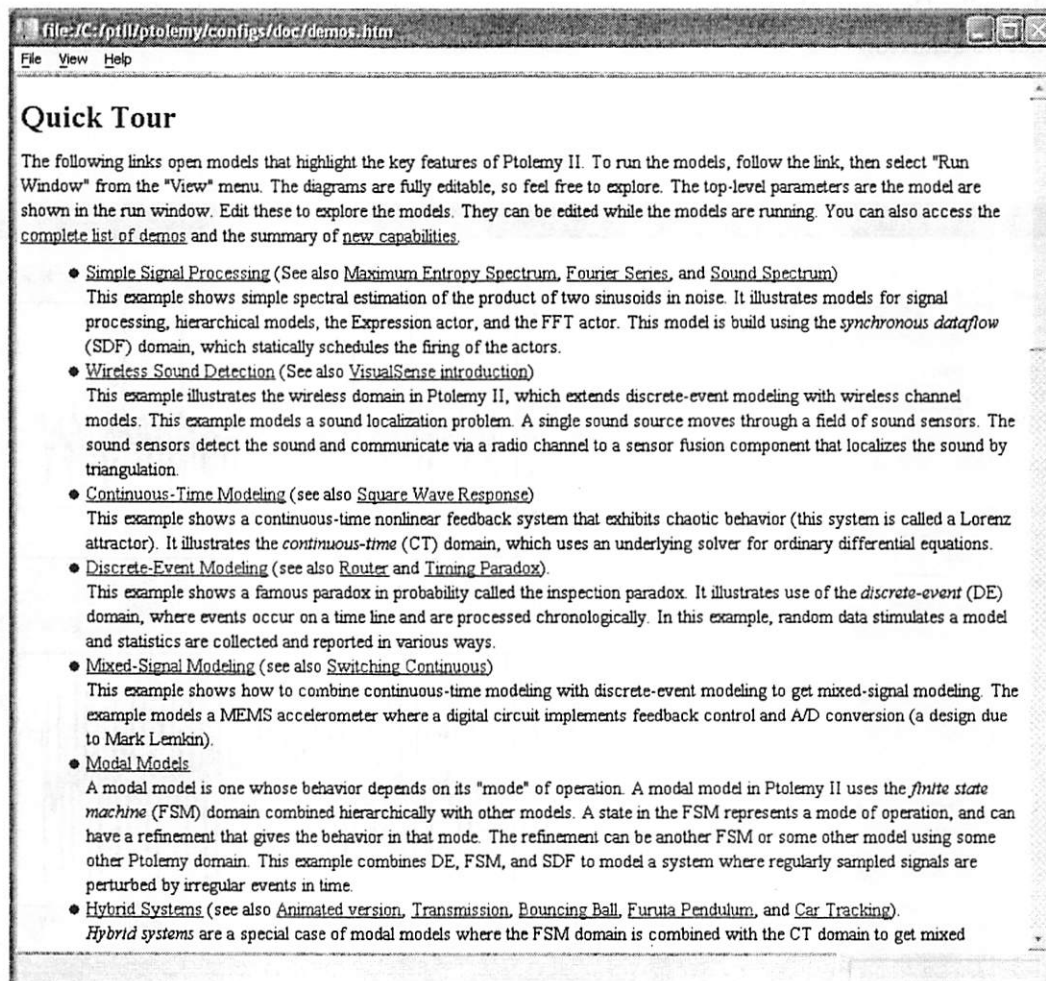 file:/C:/ptII/ptolemy/configs/doc/demos.htm
File View Help
Quick Tour
The following links open models that highlight the key features of Ptolemy II. To run the models, follow the link, then select "Run
Window" from the "View" menu. The diagrams are fully editable, so feel free to explore. The top-level parameters are the model are
shown in the run window. Edit these to explore the models. They can be edited while the models are running. You can also access the
complete list of demos and the summary of new capabilities.
● Simple Signal Processing (See also Maximum Entropy Spectrum, Fourier Series, and Sound Spectrum)
This example shows simple spectral estimation of the product of two sinusoids in noise. It illustrates models for signal
processing, hierarchical models, the Expression actor, and the FFT actor. This model is build using the synchronous dataflow
(SDF) domain, which statically schedules the firing of the actors.
● Wireless Sound Detection (See also VisualSense introduction)
This example illustrates the wireless domain in Ptolemy II, which extends discrete-event modeling with wireless channel
models. This example models a sound localization problem. A single sound source moves through a field of sound sensors. The
sound sensors detect the sound and communicate via a radio channel to a sensor fusion component that localizes the sound by
triangulation.
● Continuous-Time Modeling (see also Square Wave Response)
This example shows a continuous-time nonlinear feedback system that exhibits chaotic behavior (this system is called a Lorenz
attractor). It illustrates the continuous-time (CT) domain, which uses an underlying solver for ordinary differential equations.
● Discrete-Event Modeling (see also Router and Timing Paradox).
This example shows a famous paradox in probability called the inspection paradox. It illustrates use of the discrete-event (DE)
domain, where events occur on a time line and are processed chronologically. In this example, random data stimulates a model
and statistics are collected and reported in various ways.
● Mixed-Signal Modeling (see also Switching Continuous)
This example shows how to combine continuous-time modeling with discrete-event modeling to get mixed-signal modeling. The
example models a MEMS accelerometer where a digital circuit implements feedback control and A/D conversion (a design due
to Mark Lemkin).
● Modal Models
A modal model is one whose behavior depends on its "mode" of operation. A modal model in Ptolemy II uses the finite state
machine (FSM) domain combined hierarchically with other models. A state in the FSM represents a mode of operation, and can
have a refinement that gives the behavior in that mode. The refinement can be another FSM or some other model using some
other Ptolemy domain. This example combines DE, FSM, and SDF to model a system where regularly sampled signals are
perturbed by irregular events in time.
● Hybrid Systems (see also Animated version, Transmission, Bouncing Ball, Furuta Pendulum, and Car Tracking).
Hybrid systems are a special case of modal models where the FSM domain is combined with the CT domain to get mixed